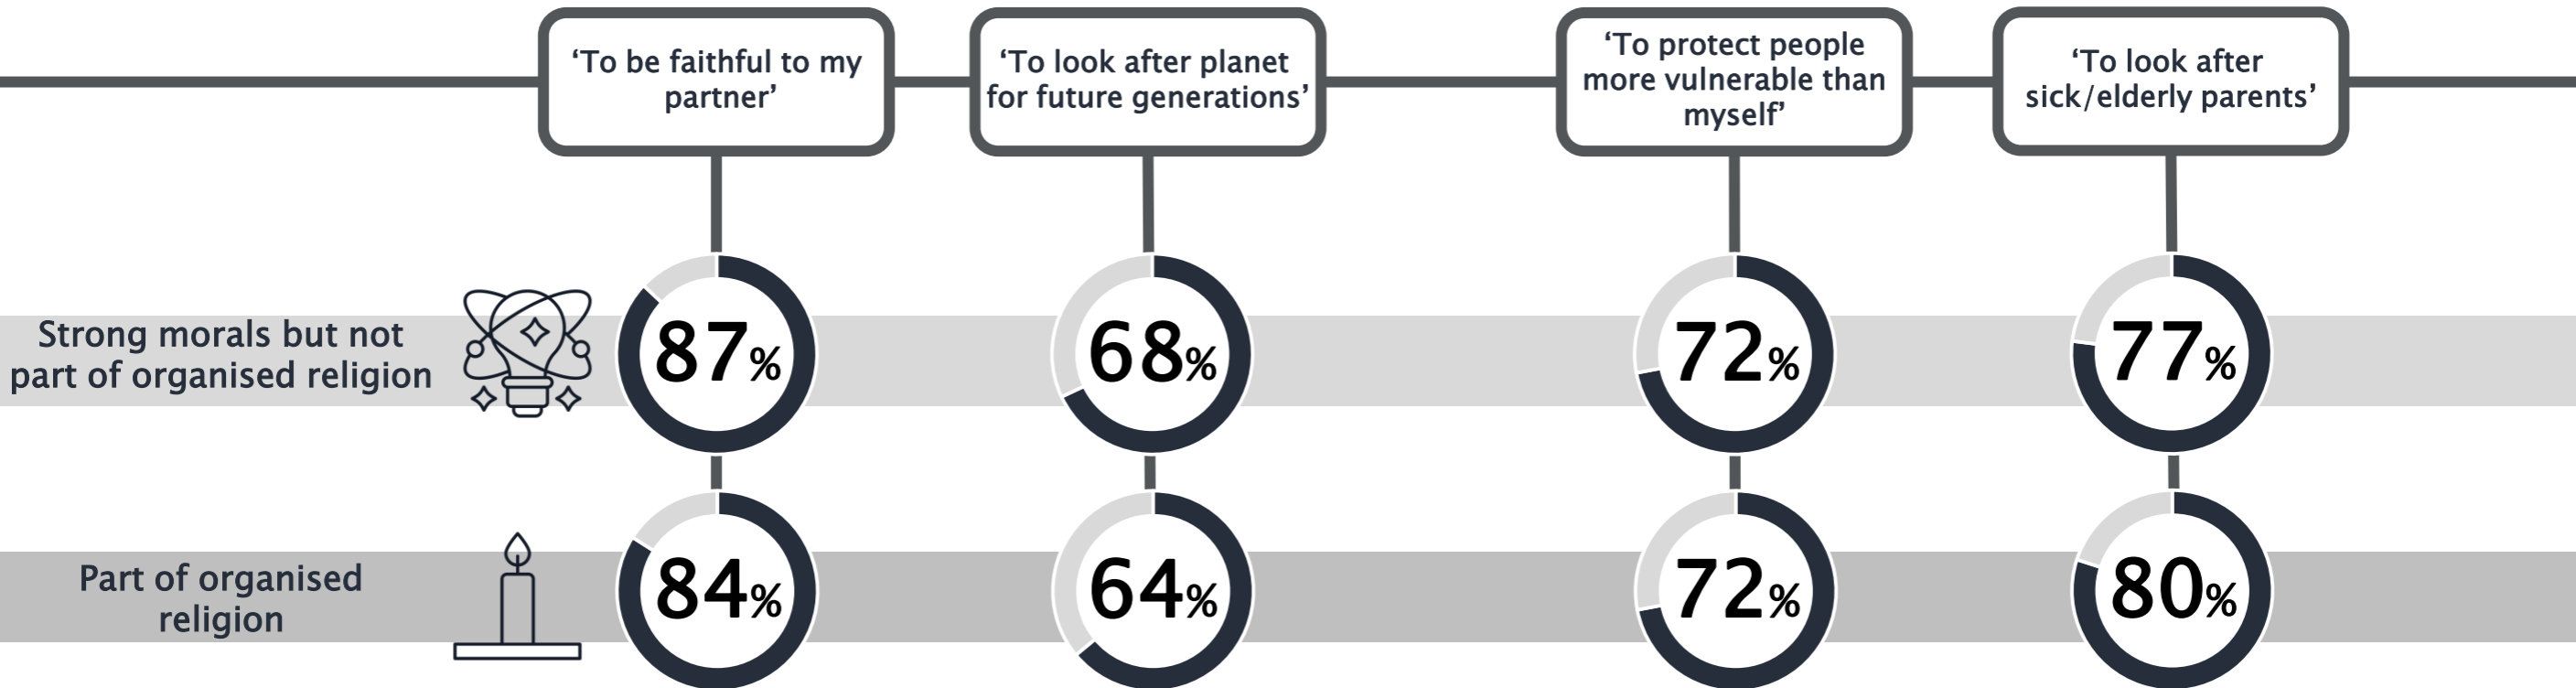 ‘To be faithful to my
partner’
‘To look after planet
for future generations’
‘To protect people
more vulnerable than
myself’
‘To look after
sick/elderly parents’
Strong morals but not
part of organised religion
87%
68%
72%
77%
Part of organised
religion
84%
64%
72%
80%